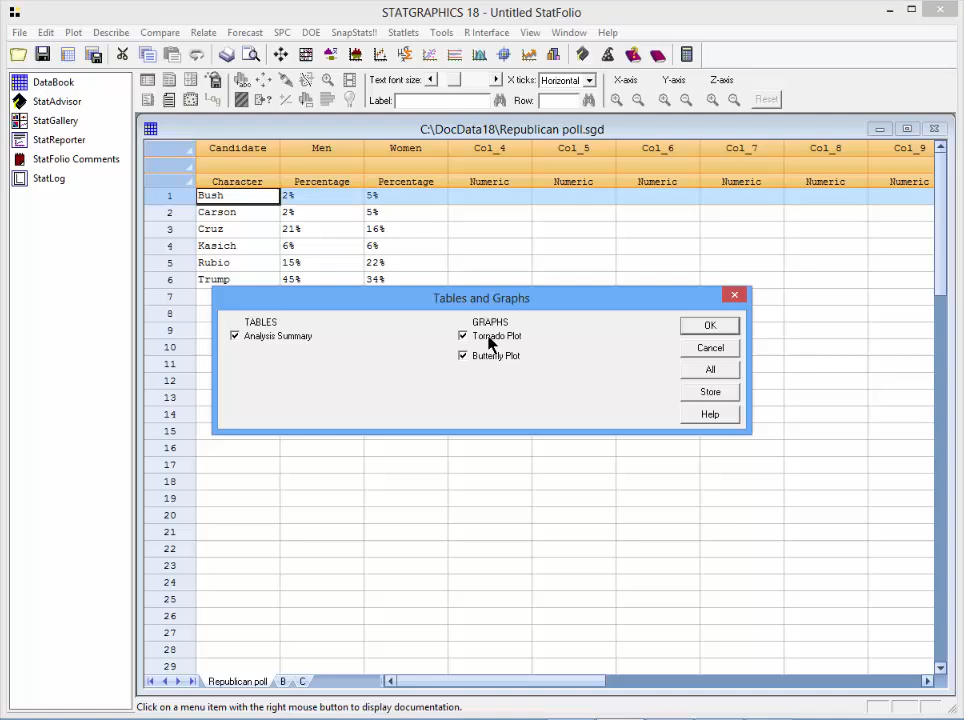 STATGRAPHICS 18 - Untitled StatFolio
File Edit Plot Describe Compare Relate Forecast SPC DOE SnapStats!! Statlets Tools R Interface View Window Help
Text font size: X ticks: Horizontal X-axis Y-axis Z-axis
Log ? Label: Row: Reset
DataBook
StatAdvisor
StatGallery
StatReporter
StatFolio Comments
StatLog
C:\DocData18\Republican poll.sgd
Candidate Men Women Col_4 Col_5 Col_6 Col_7 Col_8 Col_9
Character Percentage Percentage Numeric Numeric Numeric Numeric Numeric Numeric
1 Bush 2% 5%
2 Carson 2% 5%
3 Cruz 21% 16%
4 Kasich 6% 6%
5 Rubio 15% 22%
6 Trump 45% 34%
7
8
9
10
11
12
13
14
15
16
17
18
19
20
21
22
23
24
25
26
27
28
29
Tables and Graphs
TABLES GRAPHS
Analysis Summary Tornado Plot
Butterfly Plot
OK
Cancel
All
Store
Help
Republican poll B C
Click on a menu item with the right mouse button to display documentation.